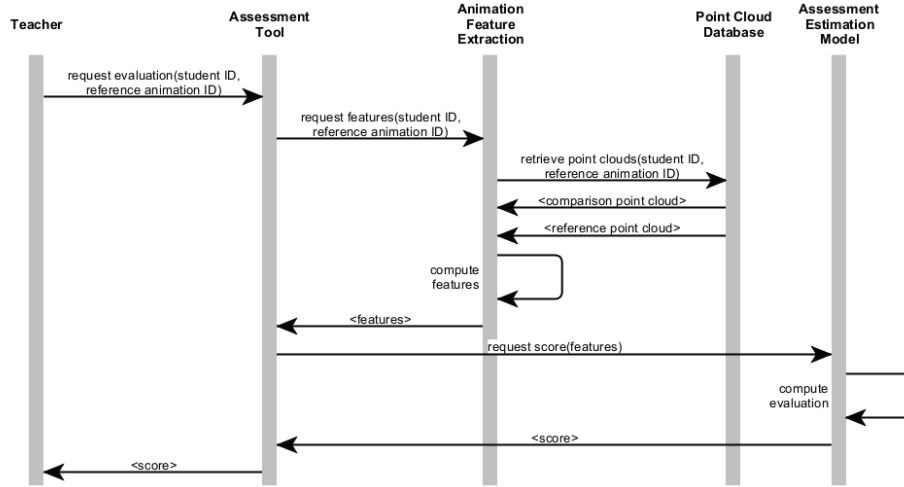 Teacher
Assessment
Tool
Animation
Feature
Extraction
Point Cloud
Database
Assessment
Estimation
Model
request evaluation(student ID,
reference animation ID)
request features(student ID,
reference animation ID)
retrieve point clouds(student ID,
reference animation ID)
<comparison point cloud>
<reference point cloud>
compute
features
<features>
request score(features)
compute
evaluation
<score>
<score>